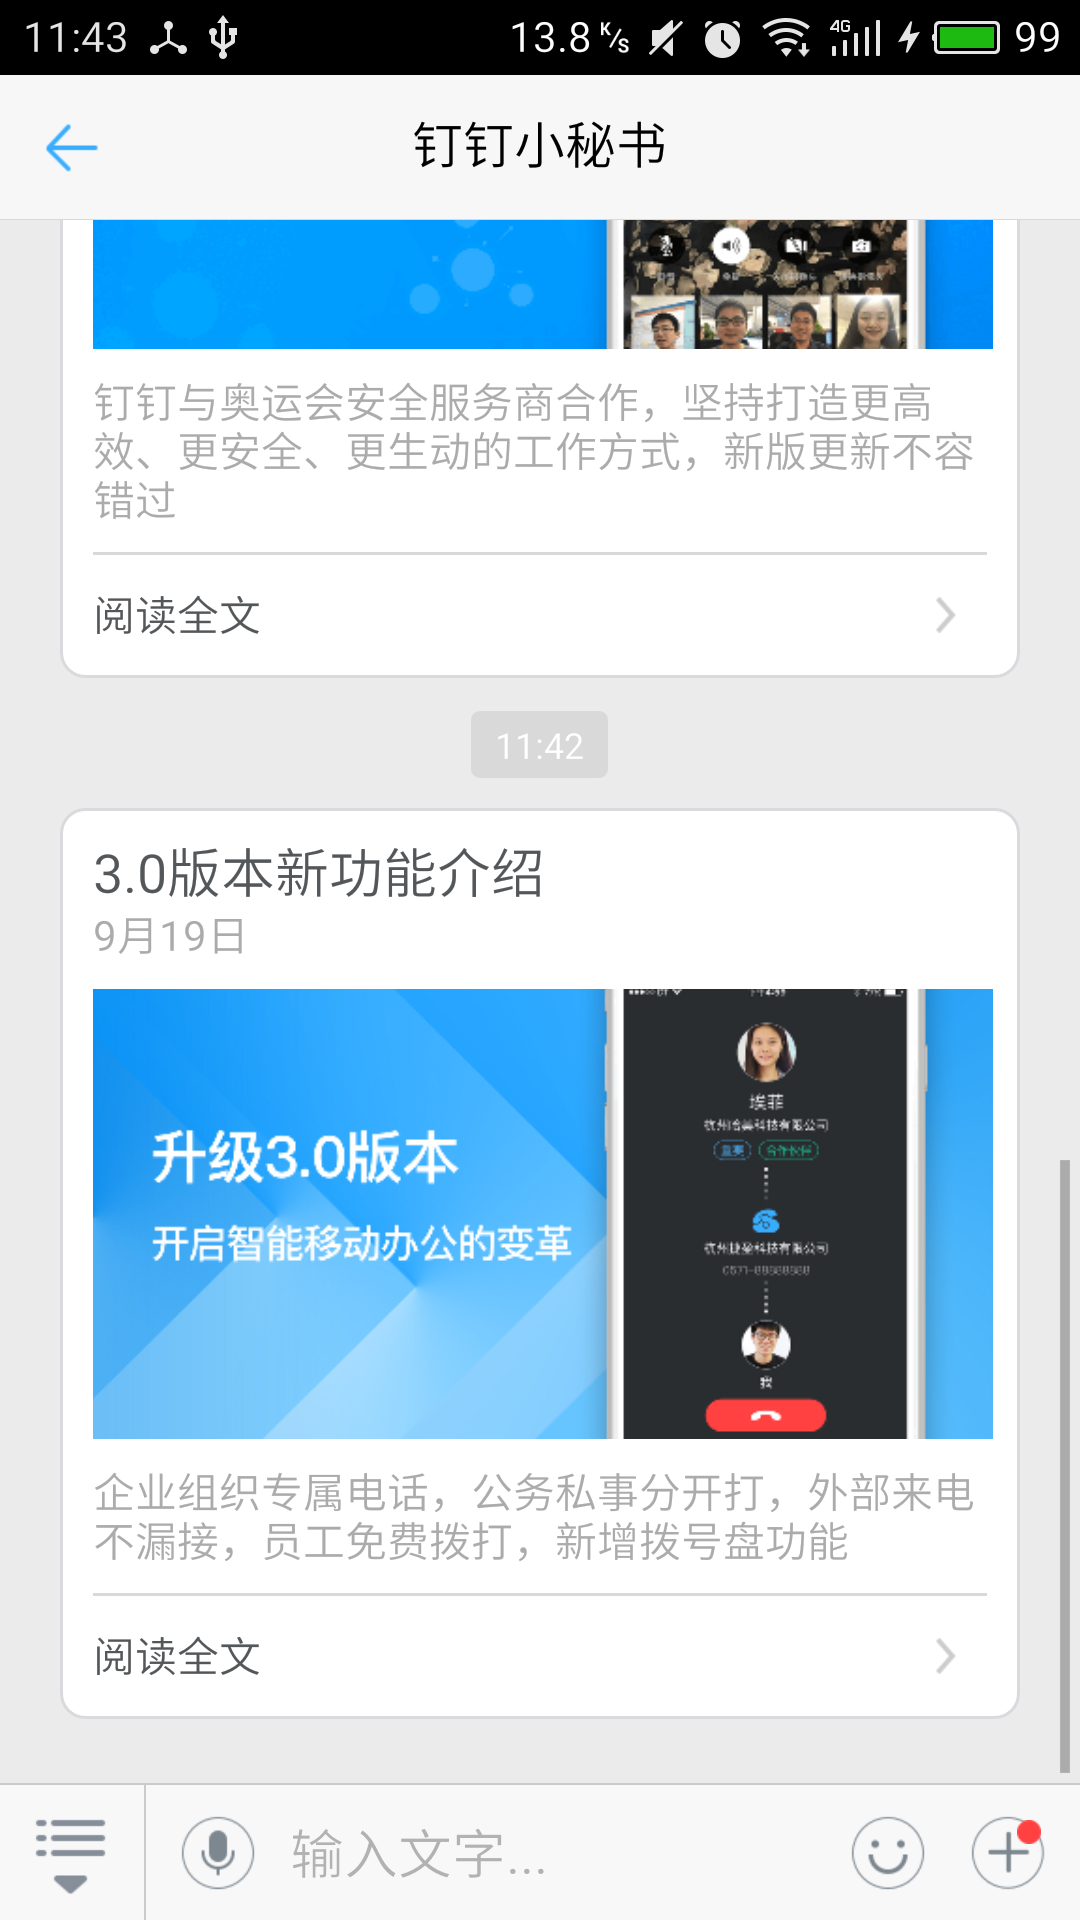 11:43
13.8 K/s
4G
99
钉钉小秘书
钉钉与奥运会安全服务商合作，坚持打造更高
效、更安全、更生动的工作方式，新版更新不容
错过
阅读全文
11:42
3.0版本新功能介绍
9月19日
升级3.0版本
开启智能移动办公的变革
埃菲
重要 合作伙伴
0571-88888888
我
企业组织专属电话，公务私事分开打，外部来电
不漏接，员工免费拨打，新增拨号盘功能
阅读全文
输入文字...